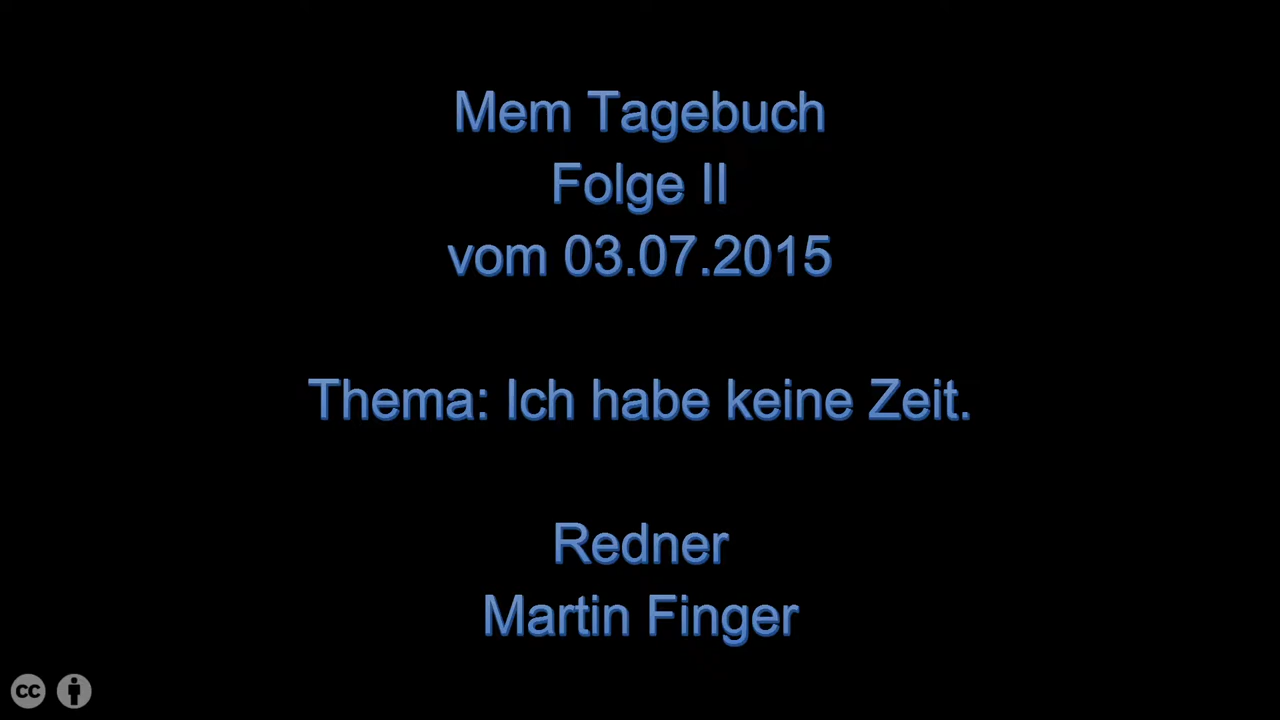 Mem Tagebuch
Folge II
vom 03.07.2015
Thema: Ich habe keine Zeit.
Redner
Martin Finger
cc